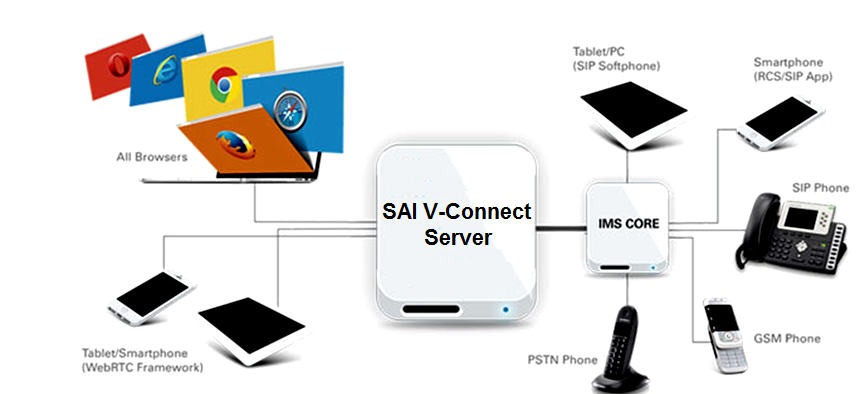 Tablet/PC
(SIP Softphone)
Smartphone
(RCS/SIP App)
All Browsers
SAI V-Connect
Server
IMS CORE
SIP Phone
Tablet/Smartphone
(WebRTC Framework)
PSTN Phone
GSM Phone